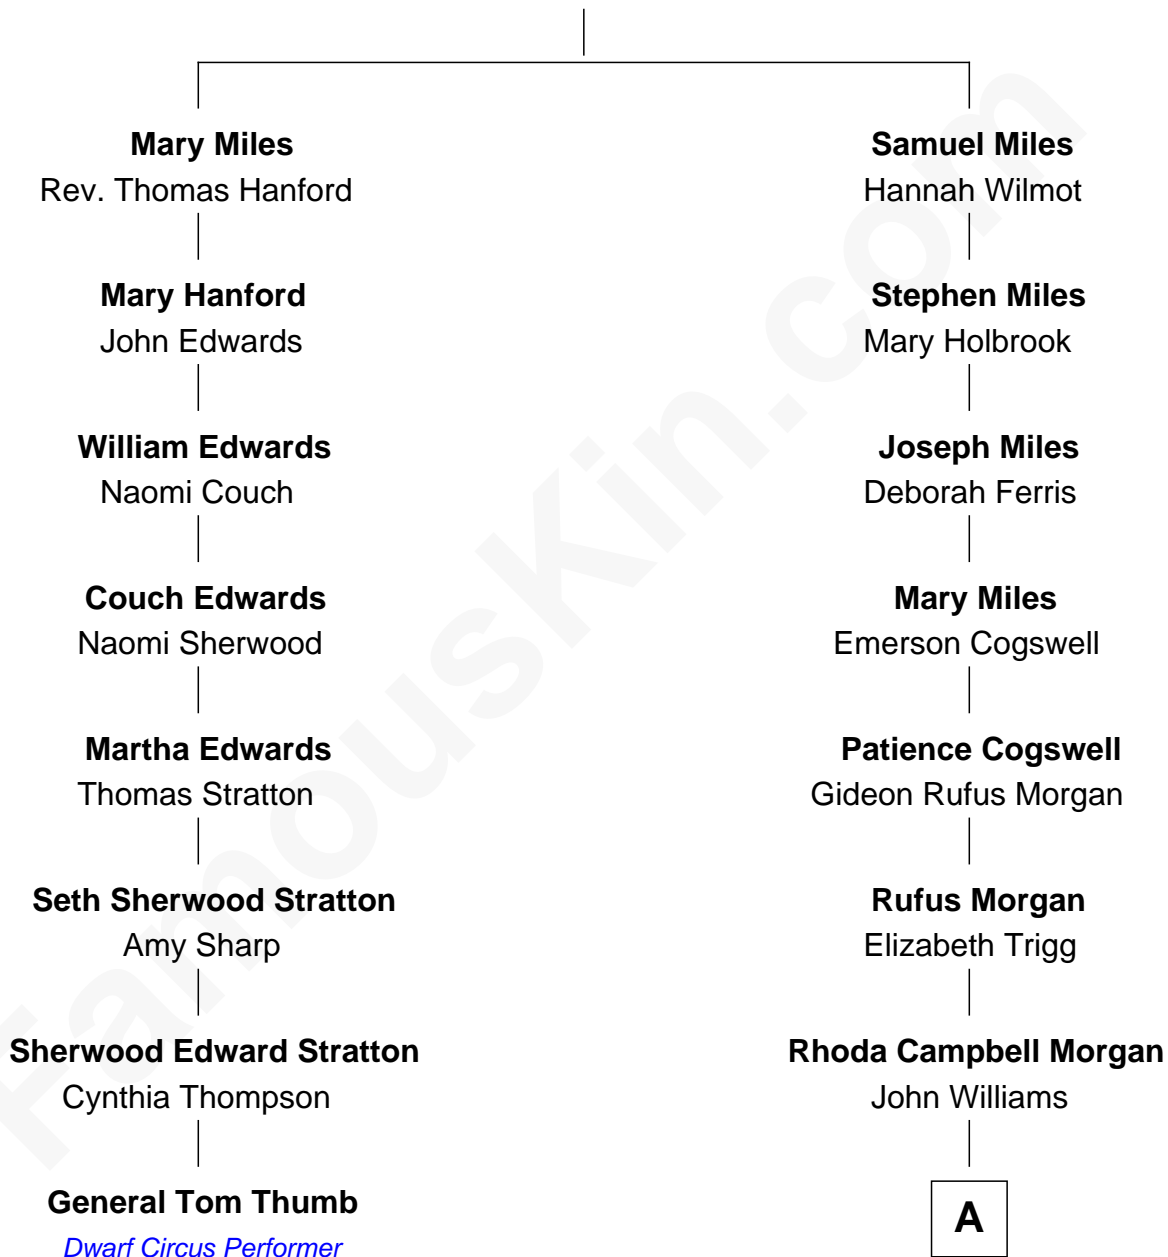 Mary Miles
Rev. Thomas Hanford
Mary Hanford
John Edwards
William Edwards
Naomi Couch
Couch Edwards
Naomi Sherwood
Martha Edwards
Thomas Stratton
Seth Sherwood Stratton
Amy Sharp
Sherwood Edward Stratton
Cynthia Thompson
General Tom Thumb
Dwarf Circus Performer
Samuel Miles
Hannah Wilmot
Stephen Miles
Mary Holbrook
Joseph Miles
Deborah Ferris
Mary Miles
Emerson Cogswell
Patience Cogswell
Gideon Rufus Morgan
Rufus Morgan
Elizabeth Trigg
Rhoda Campbell Morgan
John Williams
A
FamousKin.com